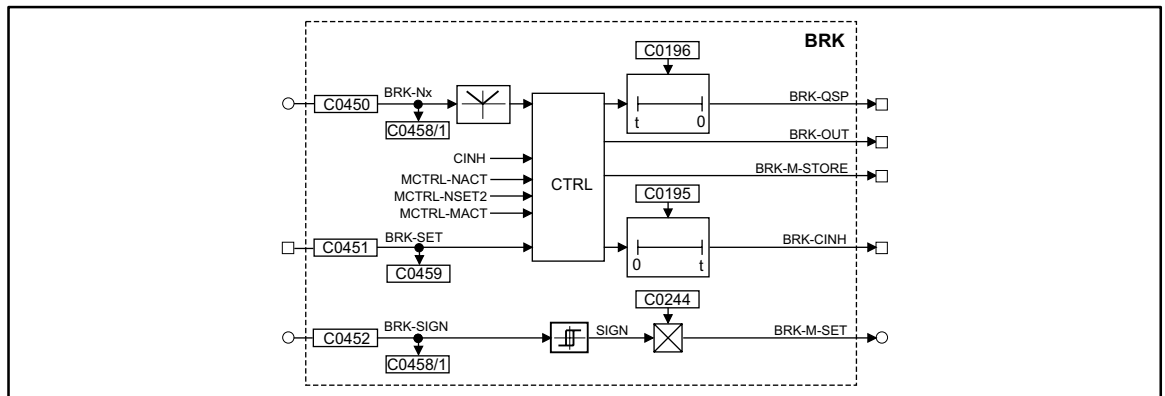 BRK
C0196
C0450
BRK-Nx
C0458/1
t
0
BRK-QSP
BRK-OUT
BRK-M-STORE
CINH
MCTRL-NACT
MCTRL-NSET2
MCTRL-MACT
CTRL
C0195
C0451
BRK-SET
C0459
0
t
BRK-CINH
C0244
C0452
BRK-SIGN
C0458/1
SIGN
BRK-M-SET